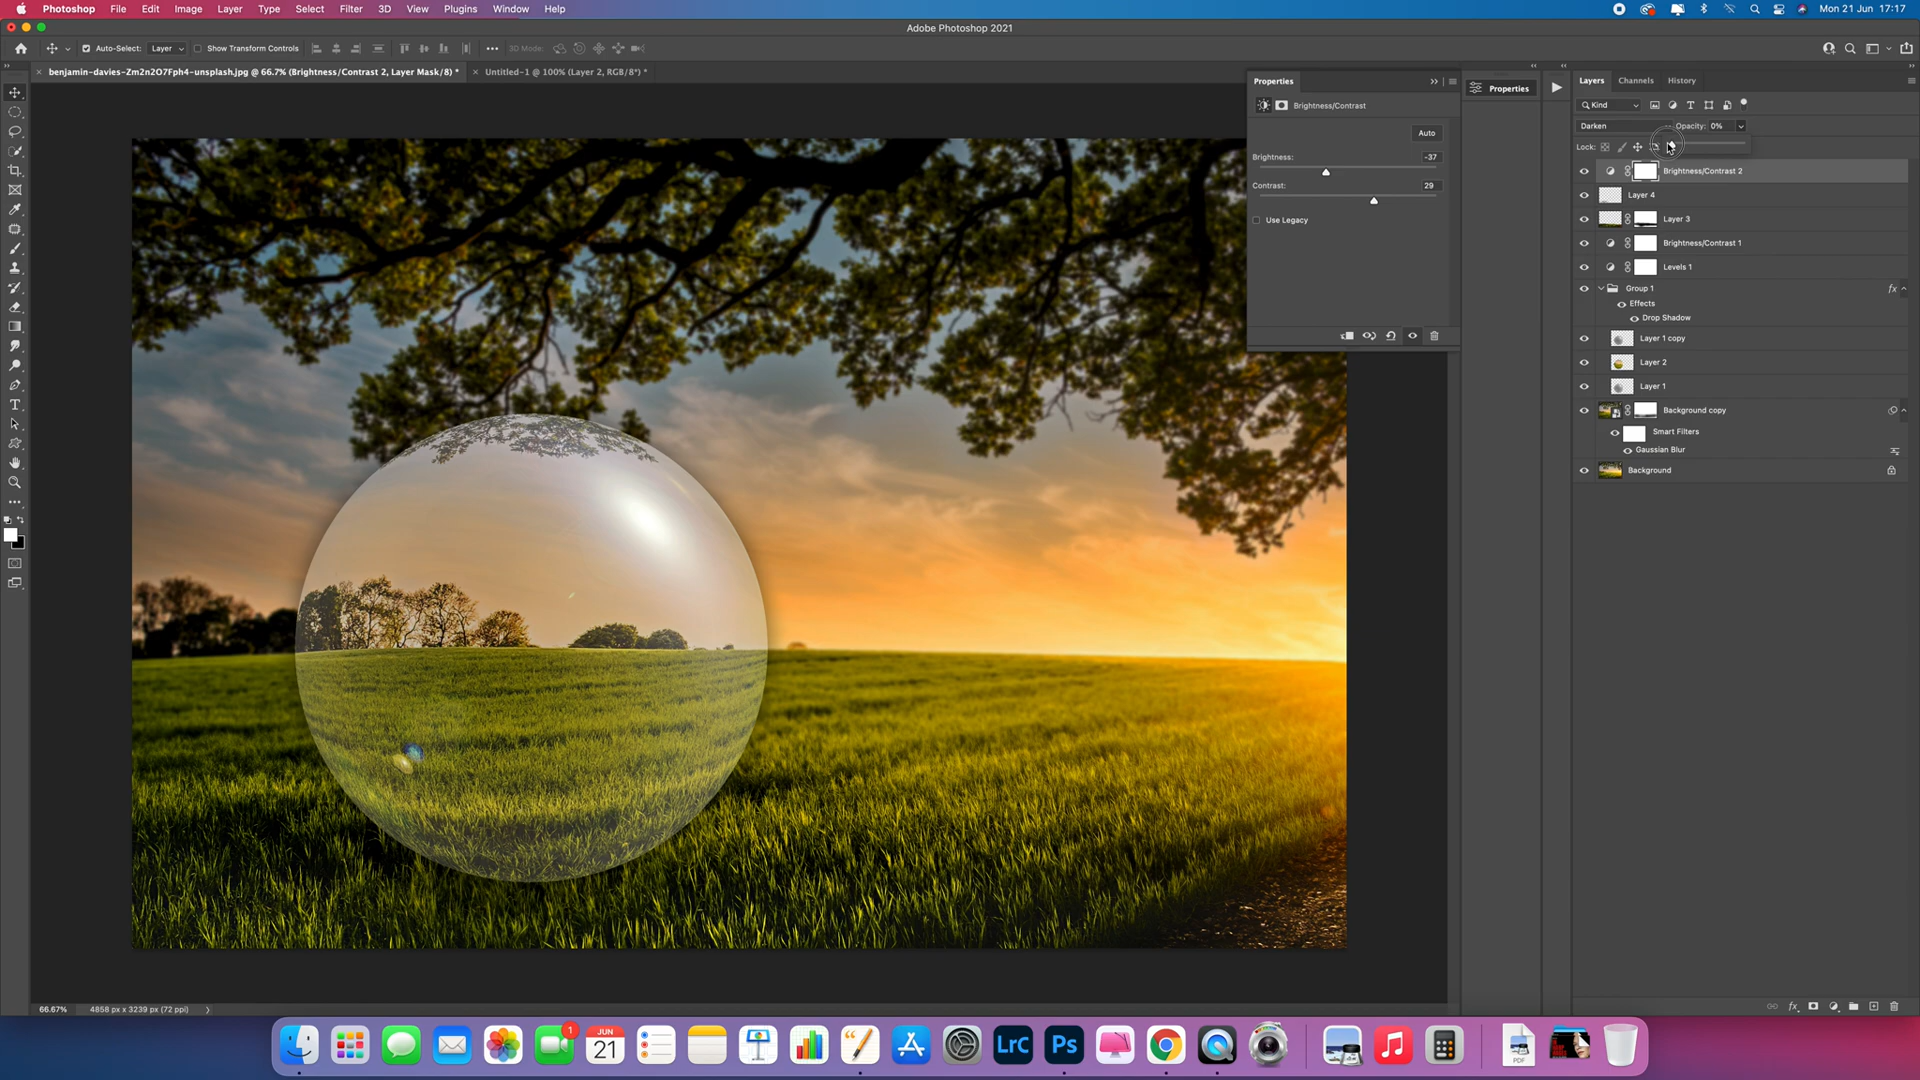 Photoshop File Edit Image Layer Type Select Filter 3D View Plugins Window Help Mon 21 Jun 17:17
Adobe Photoshop 2021
Auto-Select: Layer Show Transform Controls 3D Mode:
benjamin-davies-Zm2n2O7Fph4-unsplash.jpg @ 66.7% (Brightness/Contrast 2, Layer Mask/8) * Untitled-1 @ 100% (Layer 2, RGB/8*) *
Properties
Brightness/Contrast
Auto
Brightness: -37
Contrast: 29
Use Legacy
Properties
Layers Channels History
Kind
Darken Opacity: 0%
Lock:
Brightness/Contrast 2
Layer 4
Layer 3
Brightness/Contrast 1
Levels 1
Group 1 fx
Effects
Drop Shadow
Layer 1 copy
Layer 2
Layer 1
Background copy
Smart Filters
Gaussian Blur
Background
fx
66.67% 4858 px x 3239 px (72 ppi)
1
JUN
21
LrC
Ps
PDF